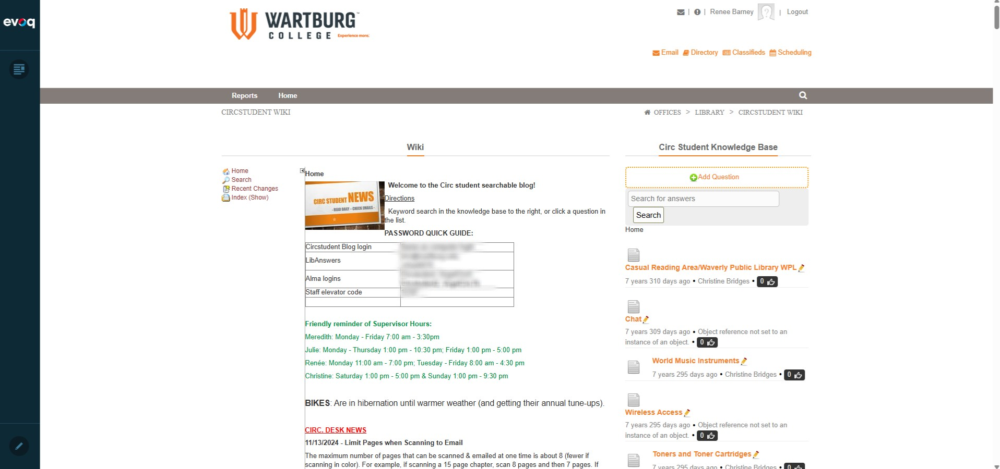 evoq
WARTBURG™
COLLEGE Experience more.
| | Renee Barney | Logout
Email Directory Classifieds Scheduling
Reports Home
CIRCSTUDENT WIKI
OFFICES > LIBRARY > CIRCSTUDENT WIKI
Wiki
Home
Search
Recent Changes
Index (Show)
Home
CIRC STUDENT NEWS
- READ DAILY – CHECK EMAILS -
Welcome to the Circ student searchable blog!
Directions
Keyword search in the knowledge base to the right, or click a question in
the list.
PASSWORD QUICK GUIDE:
Circstudent Blog login
LibAnswers
Alma logins
Staff elevator code
Friendly reminder of Supervisor Hours:
Meredith: Monday - Friday 7:00 am - 3:30pm
Julie: Monday - Thursday 1:00 pm - 10:30 pm; Friday 1:00 pm - 5:00 pm
Renée: Monday 11:00 am - 7:00 pm; Tuesday - Friday 8:00 am - 4:30 pm
Christine: Saturday 1:00 pm - 5:00 pm & Sunday 1:00 pm - 9:30 pm
BIKES: Are in hibernation until warmer weather (and getting their annual tune-ups).
CIRC. DESK NEWS
11/13/2024 - Limit Pages when Scanning to Email
The maximum number of pages that can be scanned & emailed at one time is about 8 (fewer if
scanning in color). For example, if scanning a 15 page chapter, scan 8 pages and then 7 pages. If
Circ Student Knowledge Base
Add Question
Search for answers
Search
Home
Casual Reading Area/Waverly Public Library WPL
7 years 310 days ago • Christine Bridges • 0
Chat
7 years 309 days ago • Object reference not set to an
instance of an object. • 0
World Music Instruments
7 years 295 days ago • Christine Bridges • 0
Wireless Access
7 years 295 days ago • Object reference not set to an
instance of an object. • 0
Toners and Toner Cartridges
7 years 295 days ago • Christine Bridges • 0